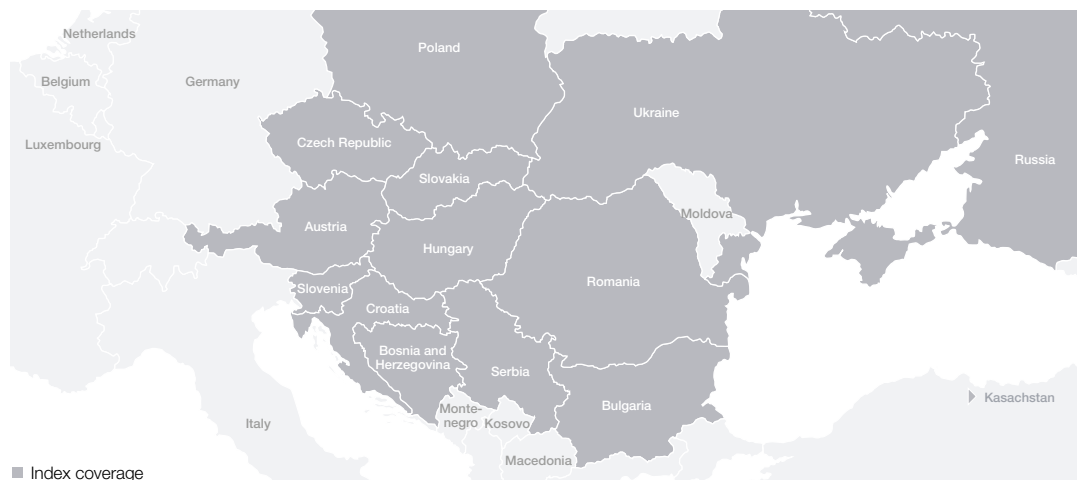 Netherlands
Poland
Belgium
Germany
Ukraine
Czech Republic
Luxembourg
Russia
Slovakia
Moldova
Austria
Hungary
Romania
Slovenia
Croatia
Bosnia and
Herzegovina
Serbia
Kasachstan
Bulgaria
Monte-
negro
Kosovo
Italy
Macedonia
Index coverage